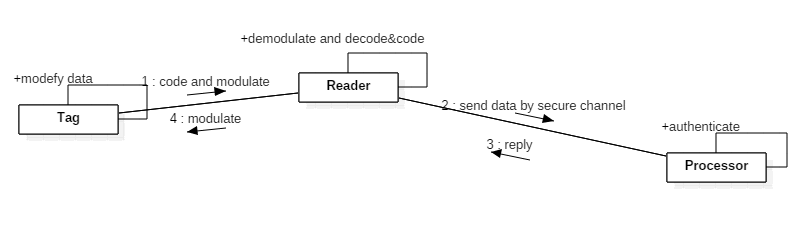 +demodulate and decode&code
+modefy data
1 : code and modulate
Reader
Tag
2 : send data by secure channel
4 : modulate
+authenticate
3 : reply
Processor